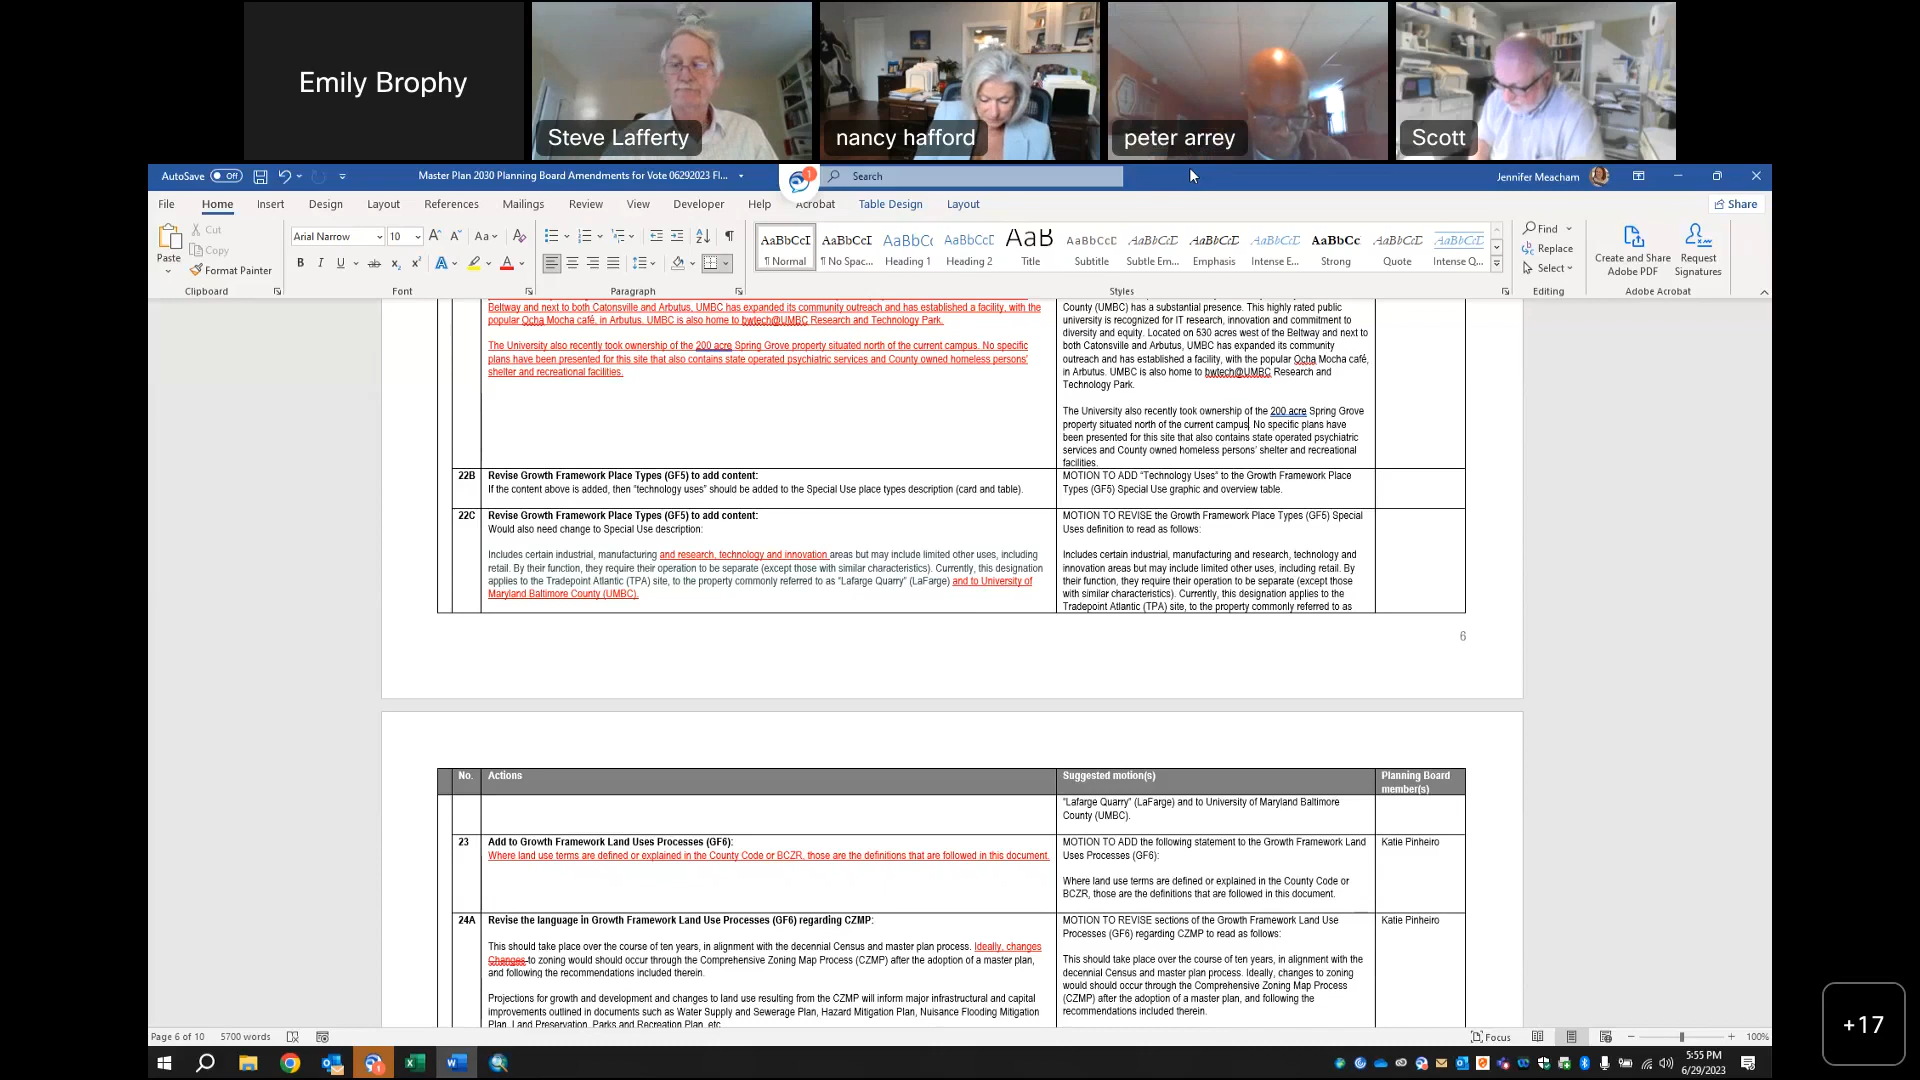 Emily Brophy
Steve Lafferty
nancy hafford
peter arrey
Scott
AutoSave Off
Master Plan 2030 Planning Board Amendments for Vote 06292023 Fl...
1
Search
Jennifer Meacham
File Home Insert Design Layout References Mailings Review View Developer Help Acrobat Table Design Layout
Share
Paste
Cut
Copy
Format Painter
Clipboard
Arial Narrow 10
Font
Paragraph
AaBbCcI AaBbCcI AaBbCc AaBbCcI AaB AaBbCcD AaBbCcD AaBbCcD AaBbCcD AaBbCc AaBbCcD AaBbCcD
¶ Normal ¶ No Spac... Heading 1 Heading 2 Title Subtitle Subtle Em... Emphasis Intense E... Strong Quote Intense Q...
Styles
Find
Replace
Select
Editing
Create and Share Adobe PDF
Request Signatures
Adobe Acrobat
Beltway and next to both Catonsville and Arbutus, UMBC has expanded its community outreach and has established a facility, with the
popular Ocha Mocha café, in Arbutus. UMBC is also home to bwtech@UMBC Research and Technology Park.
The University also recently took ownership of the 200 acre Spring Grove property situated north of the current campus. No specific
plans have been presented for this site that also contains state operated psychiatric services and County owned homeless persons'
shelter and recreational facilities.
County (UMBC) has a substantial presence. This highly rated public
university is recognized for IT research, innovation and commitment to
diversity and equity. Located on 530 acres west of the Beltway and next to
both Catonsville and Arbutus, UMBC has expanded its community
outreach and has established a facility, with the popular Ocha Mocha café,
in Arbutus. UMBC is also home to bwtech@UMBC Research and
Technology Park.
The University also recently took ownership of the 200 acre Spring Grove
property situated north of the current campus. No specific plans have
been presented for this site that also contains state operated psychiatric
services and County owned homeless persons' shelter and recreational
facilities.
22B
Revise Growth Framework Place Types (GF5) to add content:
If the content above is added, then "technology uses" should be added to the Special Use place types description (card and table).
MOTION TO ADD "Technology Uses" to the Growth Framework Place
Types (GF5) Special Use graphic and overview table.
22C
Revise Growth Framework Place Types (GF5) to add content:
Would also need change to Special Use description:
Includes certain industrial, manufacturing and research, technology and innovation areas but may include limited other uses, including
retail. By their function, they require their operation to be separate (except those with similar characteristics). Currently, this designation
applies to the Tradepoint Atlantic (TPA) site, to the property commonly referred to as "Lafarge Quarry" (LaFarge) and to University of
Maryland Baltimore County (UMBC).
MOTION TO REVISE the Growth Framework Place Types (GF5) Special
Uses definition to read as follows:
Includes certain industrial, manufacturing and research, technology and
innovation areas but may include limited other uses, including retail. By
their function, they require their operation to be separate (except those
with similar characteristics). Currently, this designation applies to the
Tradepoint Atlantic (TPA) site, to the property commonly referred to as
6
No. Actions Suggested motion(s) Planning Board member(s)
"Lafarge Quarry" (LaFarge) and to University of Maryland Baltimore
County (UMBC).
23
Add to Growth Framework Land Uses Processes (GF6):
Where land use terms are defined or explained in the County Code or BCZR, those are the definitions that are followed in this document.
MOTION TO ADD the following statement to the Growth Framework Land
Uses Processes (GF6):
Where land use terms are defined or explained in the County Code or
BCZR, those are the definitions that are followed in this document.
Katie Pinheiro
24A
Revise the language in Growth Framework Land Use Processes (GF6) regarding CZMP:
This should take place over the course of ten years, in alignment with the decennial Census and master plan process. Ideally, changes
Changes to zoning would should occur through the Comprehensive Zoning Map Process (CZMP) after the adoption of a master plan,
and following the recommendations included therein.
Projections for growth and development and changes to land use resulting from the CZMP will inform major infrastructural and capital
improvements outlined in documents such as Water Supply and Sewerage Plan, Hazard Mitigation Plan, Nuisance Flooding Mitigation
Plan, Land Preservation, Parks and Recreation Plan, etc.
MOTION TO REVISE sections of the Growth Framework Land Use
Processes (GF6) regarding CZMP to read as follows:
This should take place over the course of ten years, in alignment with the
decennial Census and master plan process. Ideally, changes to zoning
would should occur through the Comprehensive Zoning Map Process
(CZMP) after the adoption of a master plan, and following the
recommendations included therein.
Katie Pinheiro
+17
Page 6 of 10 5700 words
Focus
100%
5:55 PM
6/29/2023